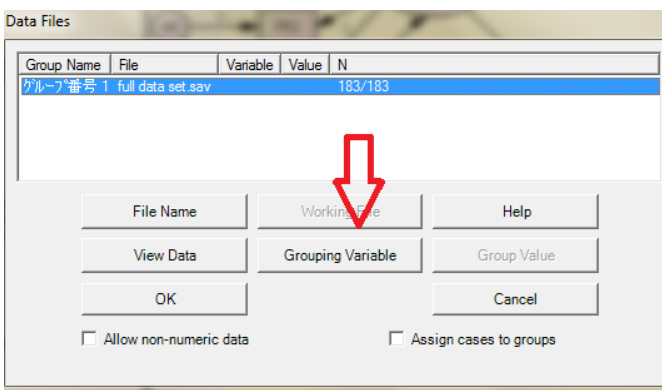 Data Files
Group Name File Variable Value N
グループ番号 1 full data set.sav 183/183
File Name Working File Help
View Data Grouping Variable Group Value
OK Cancel
Allow non-numeric data Assign cases to groups